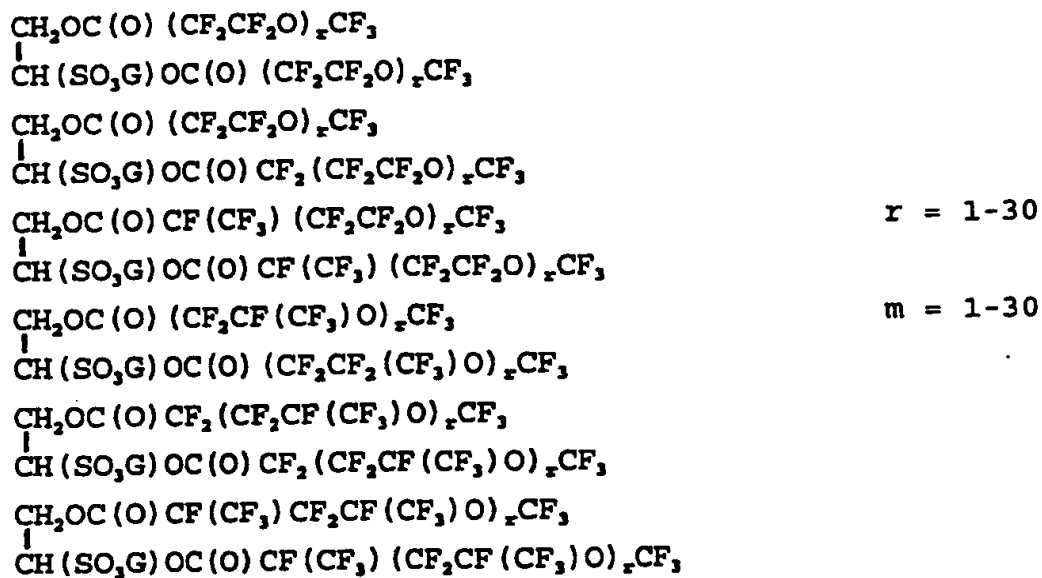 CH₂OC(O)(CF₂CF₂O)ᵣCF₃
CH(SO₃G)OC(O)(CF₂CF₂O)ᵣCF₃
CH₂OC(O)(CF₂CF₂O)ᵣCF₃
CH(SO₃G)OC(O)CF₂(CF₂CF₂O)ᵣCF₃
CH₂OC(O)CF(CF₃)(CF₂CF₂O)ᵣCF₃ r = 1-30
CH(SO₃G)OC(O)CF(CF₃)(CF₂CF₂O)ᵣCF₃
CH₂OC(O)(CF₂CF(CF₃)O)ᵣCF₃ m = 1-30
CH(SO₃G)OC(O)(CF₂CF₂(CF₃)O)ᵣCF₃
CH₂OC(O)CF₂(CF₂CF(CF₃)O)ᵣCF₃
CH(SO₃G)OC(O)CF₂(CF₂CF(CF₃)O)ᵣCF₃
CH₂OC(O)CF(CF₃)CF₂CF(CF₃)O)ᵣCF₃
CH(SO₃G)OC(O)CF(CF₃)(CF₂CF(CF₃)O)ᵣCF₃